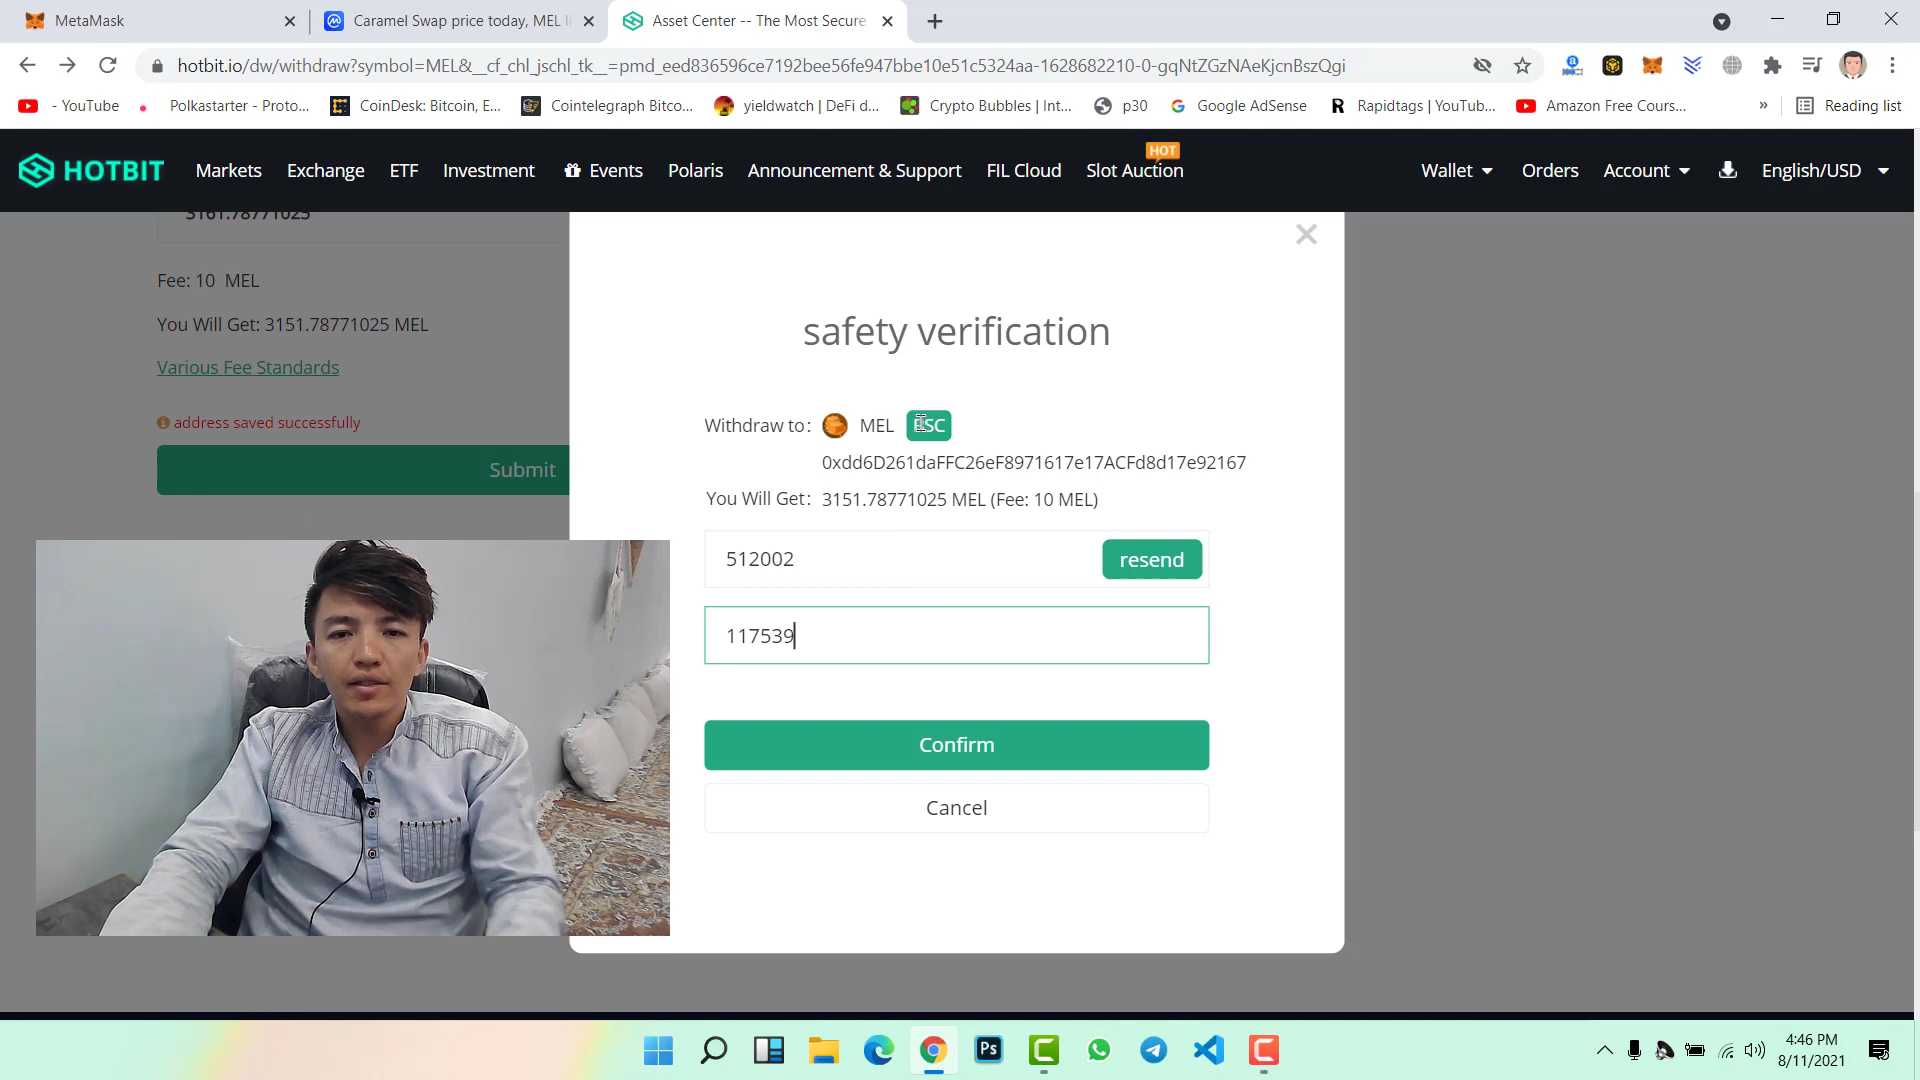 MetaMask
Caramel Swap price today, MEL li
Asset Center -- The Most Secure
hotbit.io/dw/withdraw?symbol=MEL&__cf_chl_jschl_tk__=pmd_eed836596ce7192bee56fe947bbe10e51c5324aa-1628682210-0-gqNtZGzNAeKjcnBszQgi
- YouTube
Polkastarter - Proto...
CoinDesk: Bitcoin, E...
Cointelegraph Bitco...
yieldwatch | DeFi d...
Crypto Bubbles | Int...
p30
Google AdSense
Rapidtags | YouTub...
Amazon Free Cours...
»
Reading list
HOTBIT
Markets
Exchange
ETF
Investment
Events
Polaris
Announcement & Support
FIL Cloud
HOT
Slot Auction
Wallet
Orders
Account
English/USD
3161.78771025
Fee: 10 MEL
You Will Get: 3151.78771025 MEL
Various Fee Standards
address saved successfully
Submit
safety verification
Withdraw to: MEL
0xdd6D261daFFC26eF8971617e17ACFd8d17e92167
You Will Get: 3151.78771025 MEL (Fee: 10 MEL)
512002
resend
117539
Confirm
Cancel
Ps
4:46 PM
8/11/2021